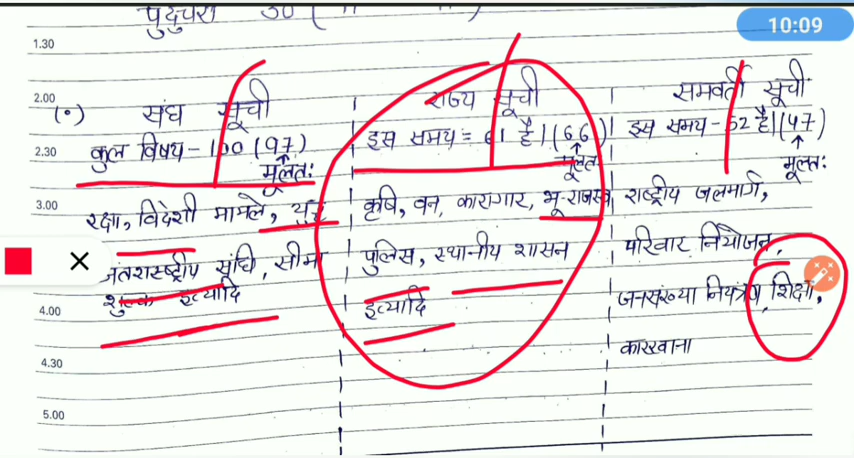 पुदुचेरी 30 (
10:09
1.30
2.00
(०) संघ सूची
राज्य सूची
समवर्ती सूची
कुल विषय - 100 (97)
इस समय = 61 है। (66)
इस समय - 52 है। (47)
2.30
मूलतः
मूलतः
मूलतः
3.00
रक्षा, विदेशी मामले, युद्ध
अंतराष्ट्रीय संधि, सीमा
शुल्क इत्यादि
कृषि, वन, कारागार, भू-राजस्व
पुलिस, स्थानीय शासन
इत्यादि
राष्ट्रीय जलमार्ग,
परिवार नियोजन,
जनसंख्या नियंत्रण, शिक्षा,
कारखाना
4.00
4.30
5.00